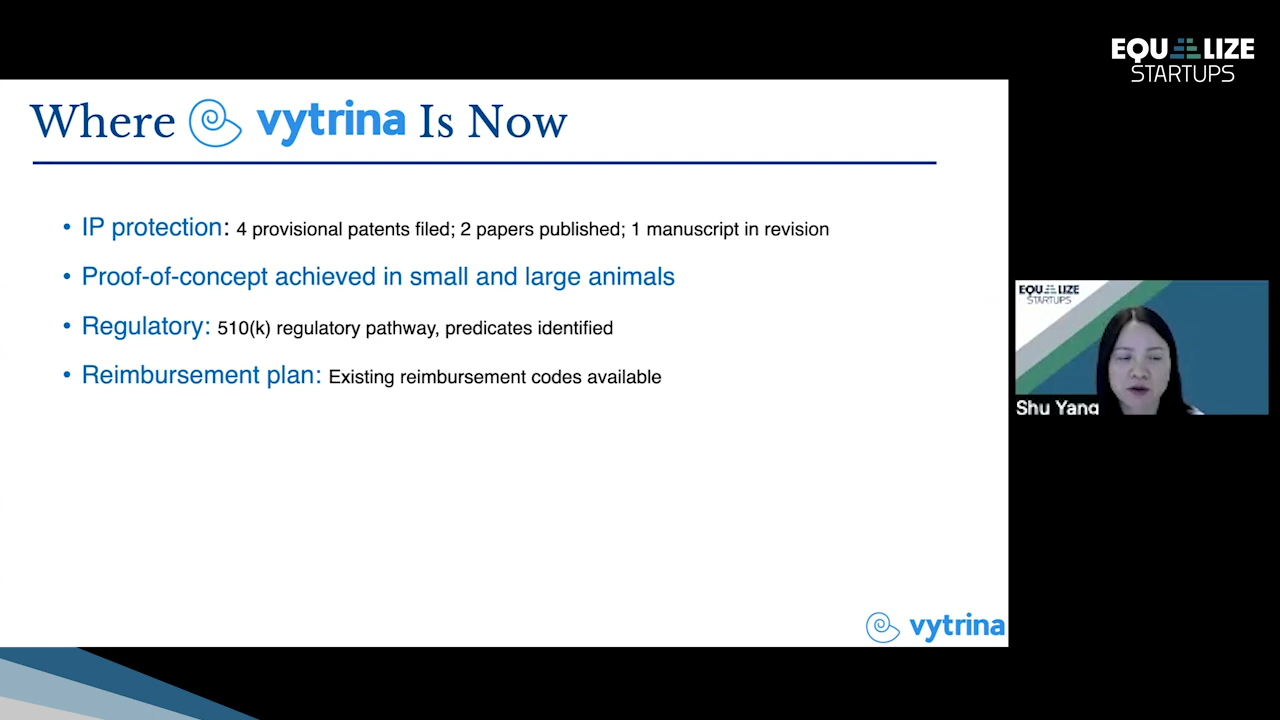 EQUALIZE
STARTUPS
Where vytrina Is Now
• IP protection: 4 provisional patents filed; 2 papers published; 1 manuscript in revision
• Proof-of-concept achieved in small and large animals
• Regulatory: 510(k) regulatory pathway, predicates identified
• Reimbursement plan: Existing reimbursement codes available
EQUALIZE
STARTUPS
Shu Yang
vytrina